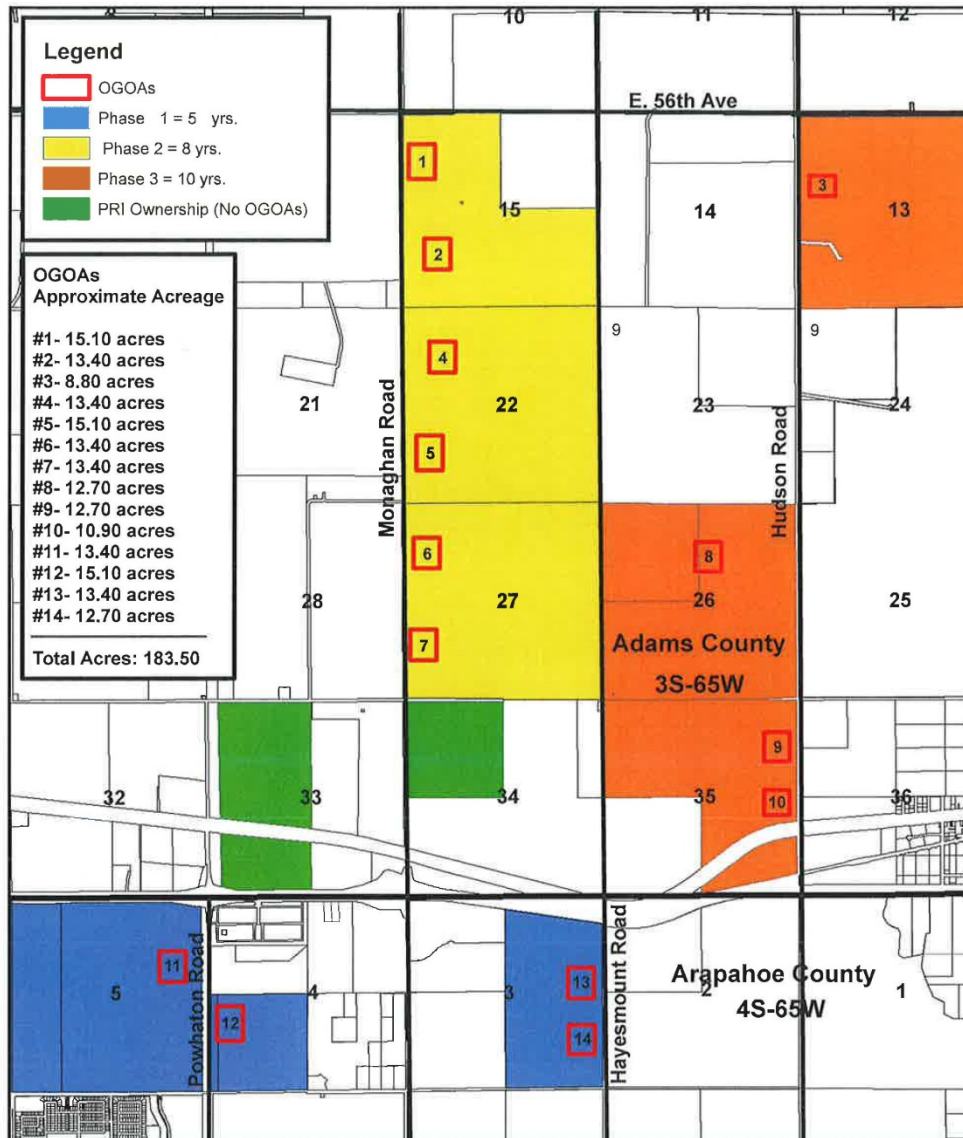 10
11
12
Legend
OGOAs
Phase 1 = 5 yrs.
Phase 2 = 8 yrs.
Phase 3 = 10 yrs.
PRI Ownership (No OGOAs)
E. 56th Ave
1
3
15
14
13
2
OGOAs
Approximate Acreage
#1- 15.10 acres
#2- 13.40 acres
#3- 8.80 acres
#4- 13.40 acres
#5- 15.10 acres
#6- 13.40 acres
#7- 13.40 acres
#8- 12.70 acres
#9- 12.70 acres
#10- 10.90 acres
#11- 13.40 acres
#12- 15.10 acres
#13- 13.40 acres
#14- 12.70 acres
Total Acres: 183.50
9
9
4
21
22
23
24
Monaghan Road
Hudson Road
5
6
8
28
27
26
25
7
Adams County
3S-65W
9
32
33
34
35
10
36
Powhaton Road
Hayesmount Road
11
13
5
4
3
2
1
Arapahoe County
4S-65W
12
14